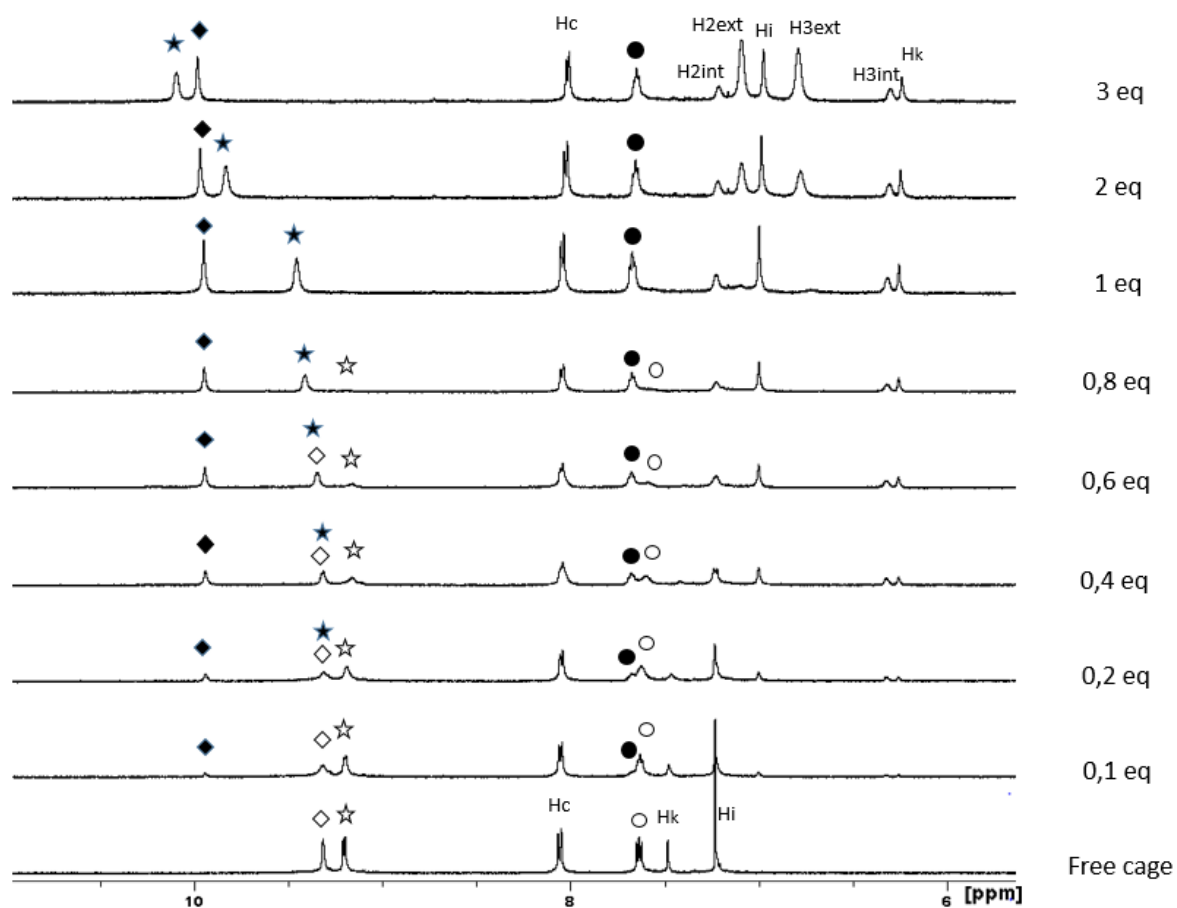 Hc
H2ext
Hi
H3ext
H2int
H3int
Hk
3 eq
2 eq
1 eq
0,8 eq
0,6 eq
0,4 eq
0,2 eq
0,1 eq
Hc
Hk
Hi
Free cage
10
8
6
[ppm]